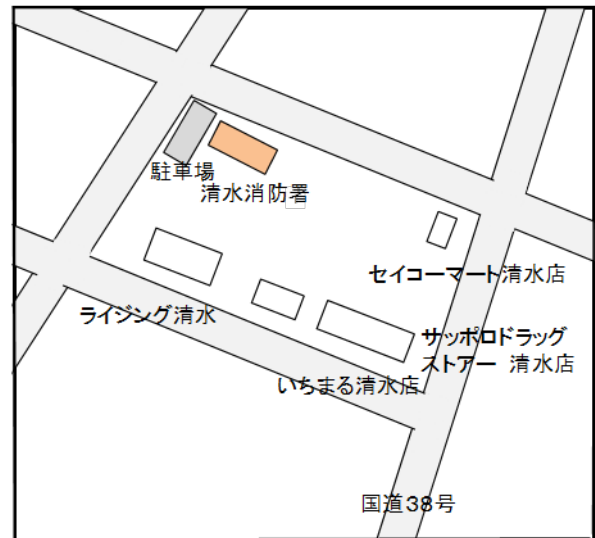 駐車場
清水消防署
セイコーマート清水店
ライジング清水
サッポロドラッグ
ストアー 清水店
いちまる清水店
国道38号